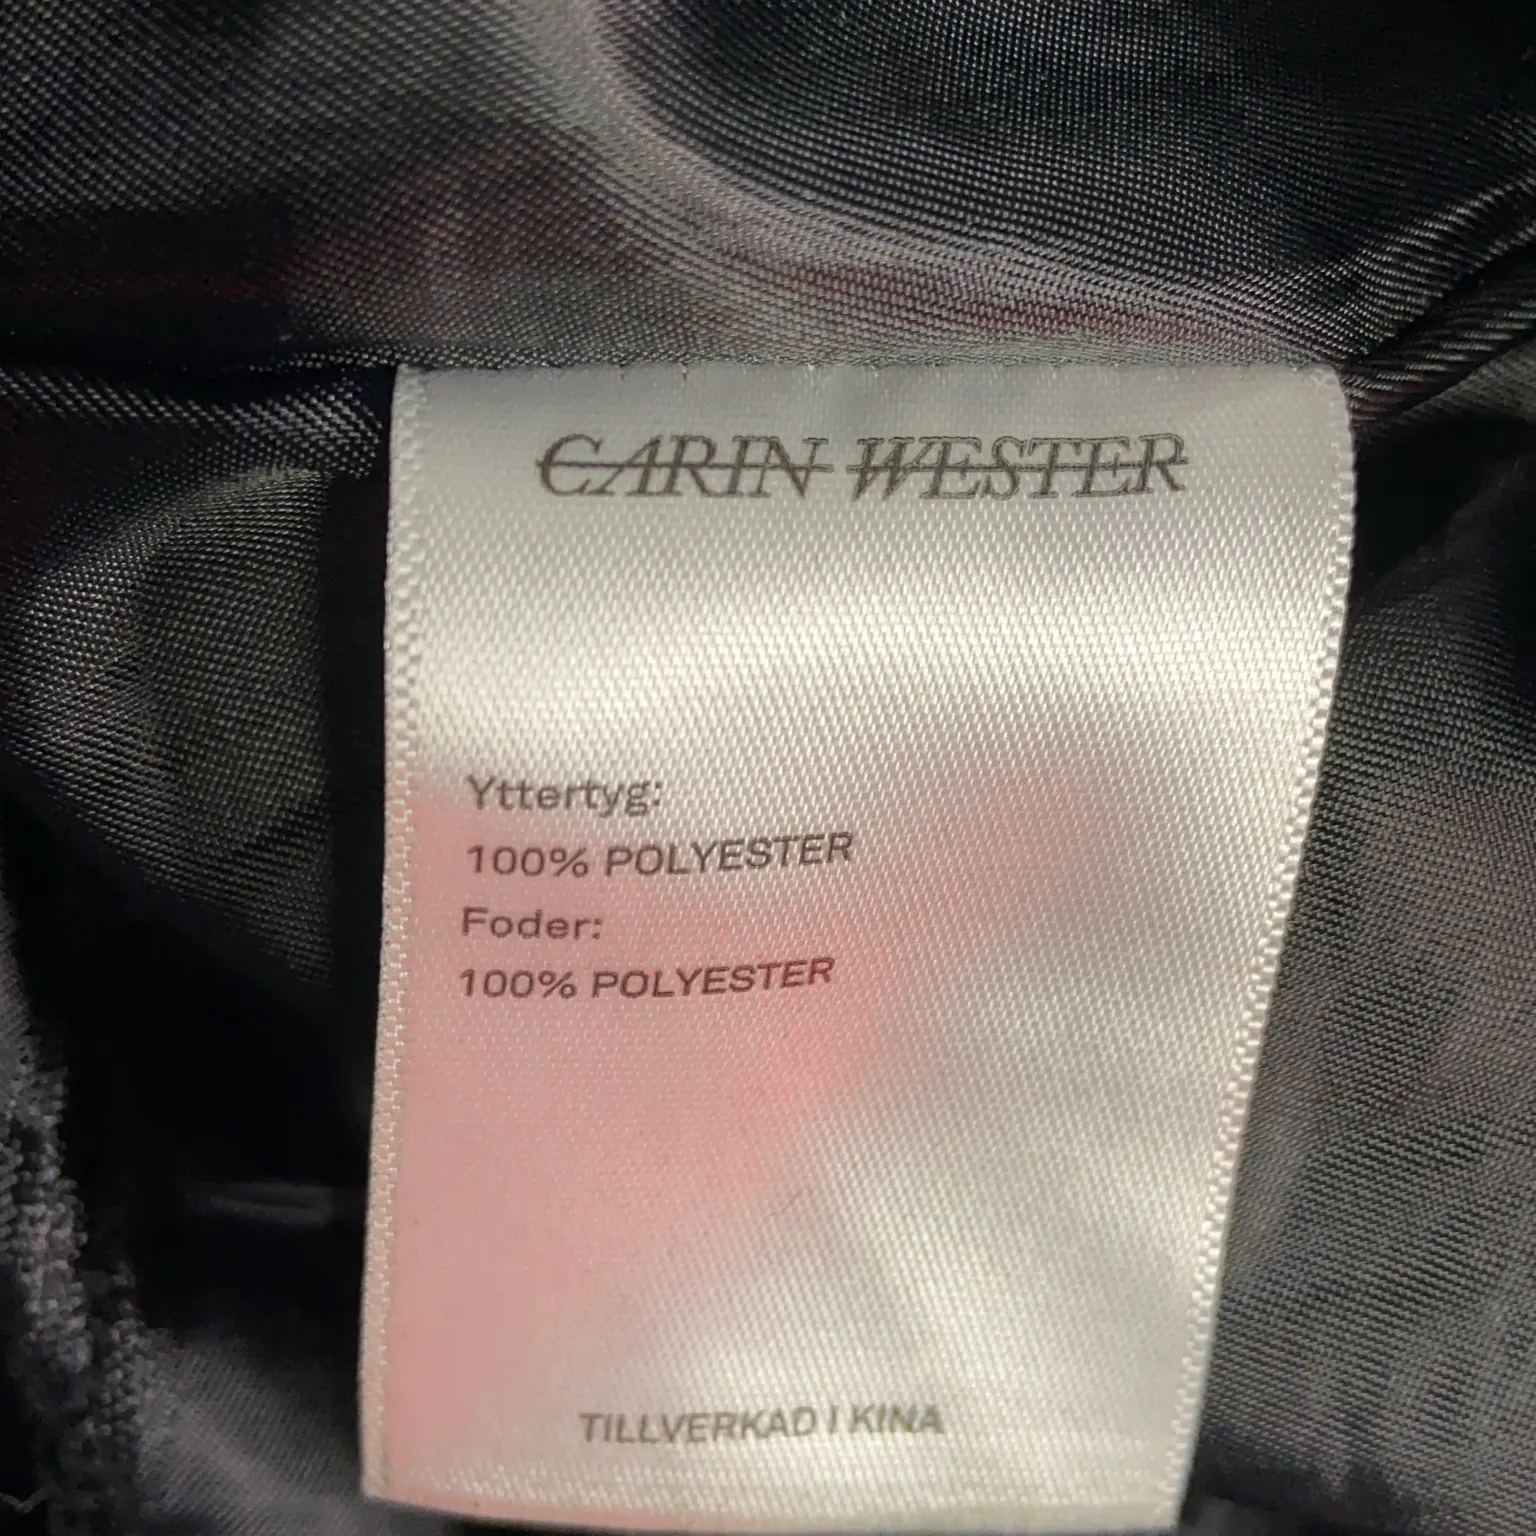 CARIN WESTER
Yttertyg:
100% POLYESTER
Foder:
100% POLYESTER
TILLVERKAD I KINA